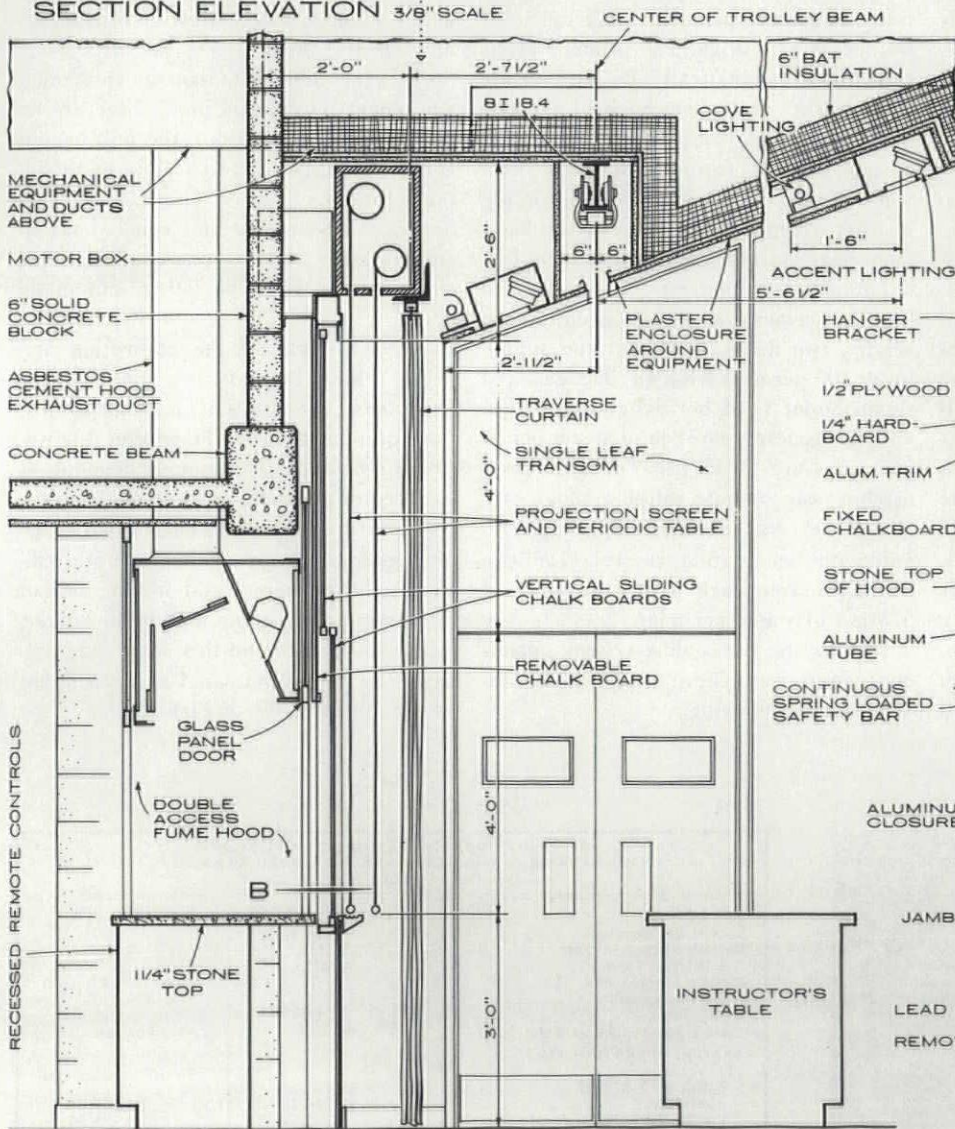 SECTION ELEVATION 3/8" SCALE
CENTER OF TROLLEY BEAM
2'-0"
2'-7 1/2"
6" BAT
INSULATION
8 I 18.4
COVE
LIGHTING
MECHANICAL
EQUIPMENT
AND DUCTS
ABOVE
MOTOR BOX
2'-6"
6"
6"
1'-6"
ACCENT LIGHTING
5'-6 1/2"
6" SOLID
CONCRETE
BLOCK
PLASTER
ENCLOSURE
AROUND
EQUIPMENT
HANGER
BRACKET
2'-11 1/2"
ASBESTOS
CEMENT HOOD
EXHAUST DUCT
1/4" PLYWOOD
TRAVERSE
CURTAIN
1/4" HARD-
BOARD
CONCRETE BEAM
SINGLE LEAF
TRANSOM
4'-0"
ALUM. TRIM
PROJECTION SCREEN
AND PERIODIC TABLE
FIXED
CHALKBOARD
VERTICAL SLIDING
CHALK BOARDS
STONE TOP
OF HOOD
REMOVABLE
CHALK BOARD
ALUMINUM
TUBE
CONTINUOUS
SPRING LOADED
SAFETY BAR
GLASS
PANEL
DOOR
RECESSED REMOTE CONTROLS
DOUBLE
ACCESS
FUME HOOD
4'-0"
ALUMINU
CLOSURE
B
JAMB
1 1/4" STONE
TOP
INSTRUCTOR'S
TABLE
3'-0"
LEAD
REMO